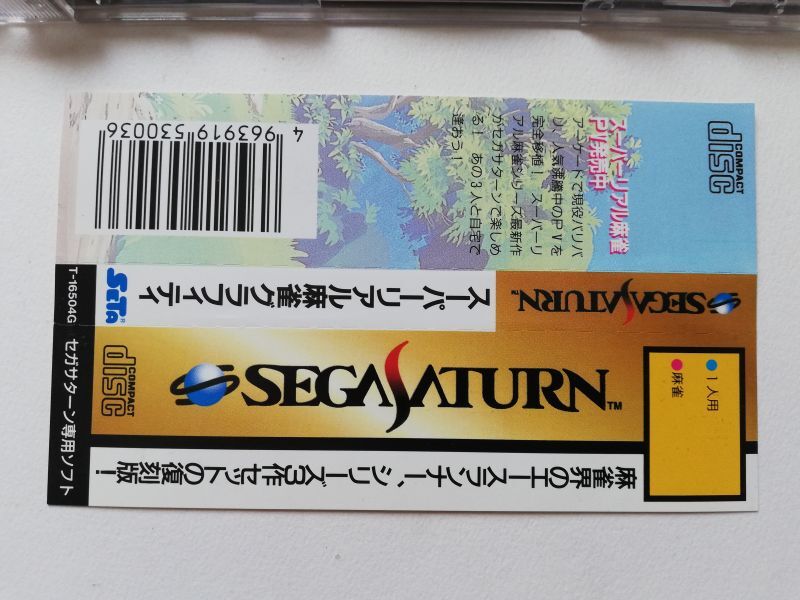 COMPACT
DISC
スーパーリアル麻雀
PV発売中
アーケードで現役バリバ
リ、人気沸騰中のPVを
完全移植！ スーパーリ
アル麻雀シリーズ最新作
がセガサターンで楽しめ
る！ あの3人と自宅で
逢おう！
4 963919 530036
SEGA SATURN
スーパーリアル麻雀グラフィティ
SETA®
COMPACT
DISC
SEGA SATURN™
1人用
麻雀
麻雀界のエースランナー、シリーズ3作セットの復刻版！
T-16504G セガサターン専用ソフト